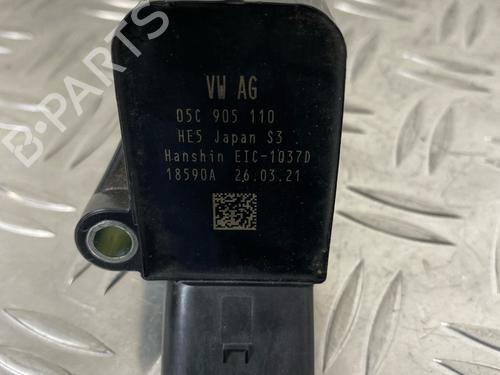 B-PARTS
VW AG
05C 905 110
HE5 Japan S3
Hanshin EIC-1037D
18590A 26.03.21